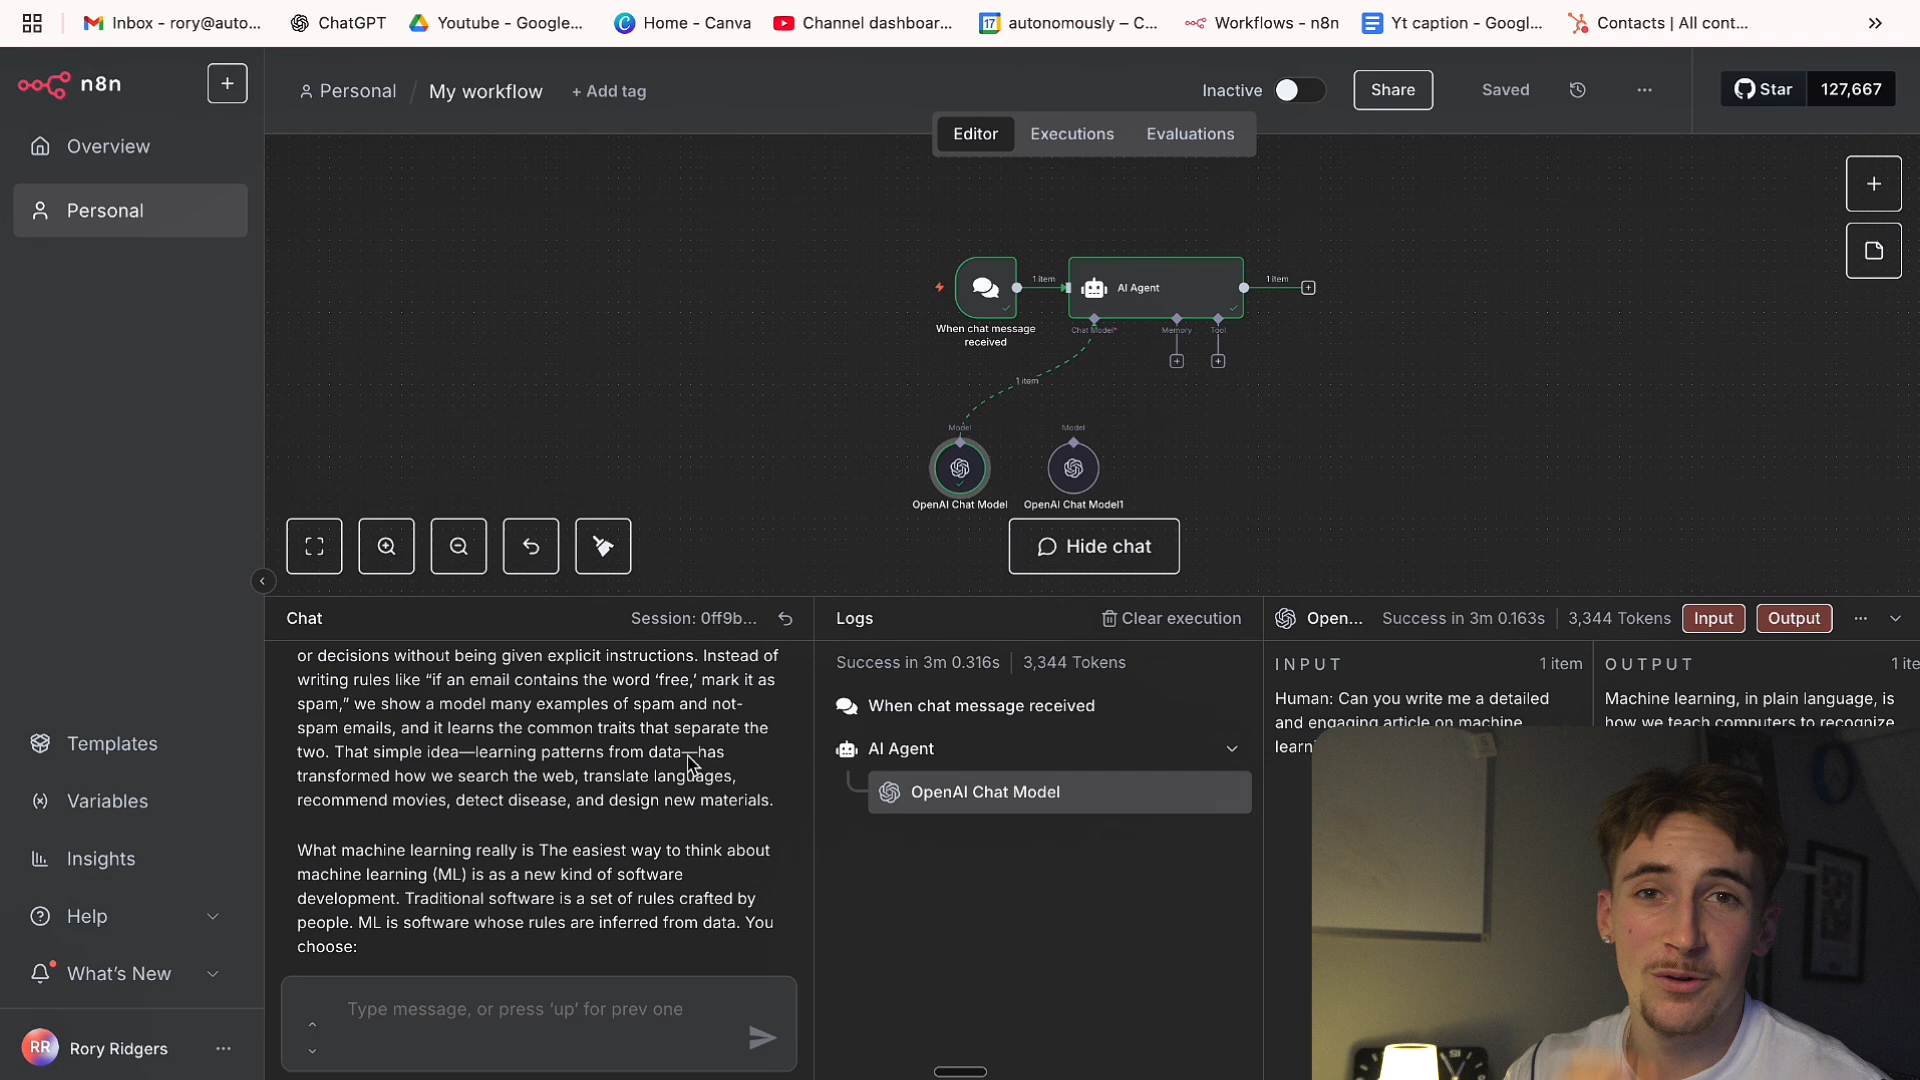 Inbox - rory@auto...
ChatGPT
Youtube - Google...
Home - Canva
Channel dashboar...
17
autonomously – C...
Workflows - n8n
Yt caption - Googl...
Contacts | All cont...
n8n
Personal / My workflow + Add tag
Inactive
Share
Saved
Star 127,667
Editor Executions Evaluations
Overview
Personal
1 item
AI Agent
1 item
When chat message
received
Chat Model*
Memory
Tool
1 item
Model
Model
OpenAI Chat Model
OpenAI Chat Model1
Hide chat
Chat
Session: 0ff9b...
or decisions without being given explicit instructions. Instead of
writing rules like “if an email contains the word ‘free,’ mark it as
spam,” we show a model many examples of spam and not-
spam emails, and it learns the common traits that separate the
two. That simple idea—learning patterns from data—has
transformed how we search the web, translate languages,
recommend movies, detect disease, and design new materials.
What machine learning really is The easiest way to think about
machine learning (ML) is as a new kind of software
development. Traditional software is a set of rules crafted by
people. ML is software whose rules are inferred from data. You
choose:
Type message, or press ‘up’ for prev one
Logs
Clear execution
Success in 3m 0.316s
3,344 Tokens
When chat message received
AI Agent
OpenAI Chat Model
Open...
Success in 3m 0.163s
3,344 Tokens
Input
Output
INPUT
1 item
Human: Can you write me a detailed
and engaging article on machine
OUTPUT
1 ite
Machine learning, in plain language, is
how we teach computers to recognize
Templates
Variables
Insights
Help
What’s New
RR
Rory Ridgers